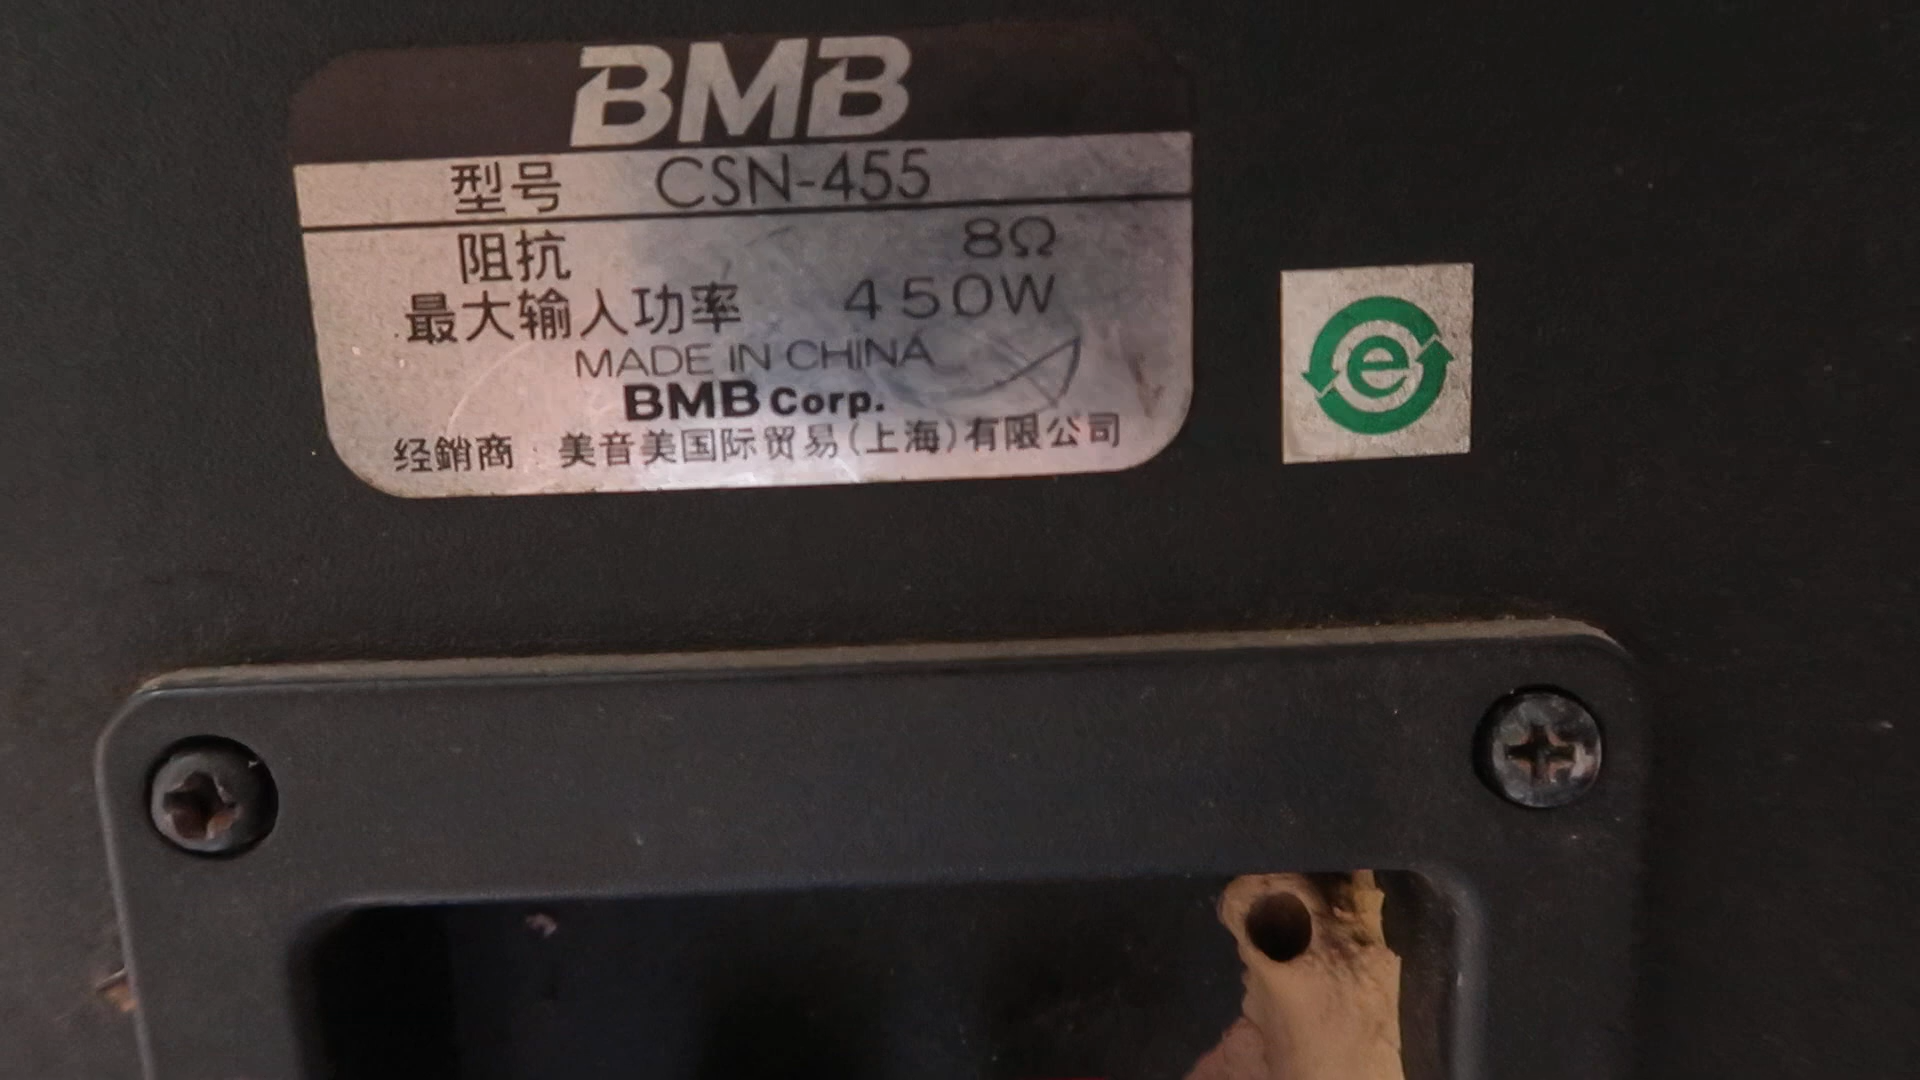 BMB
型号 CSN-455
阻抗 8Ω
最大输入功率 450W
MADE IN CHINA
BMB Corp.
经銷商：美音美国际贸易(上海)有限公司
e